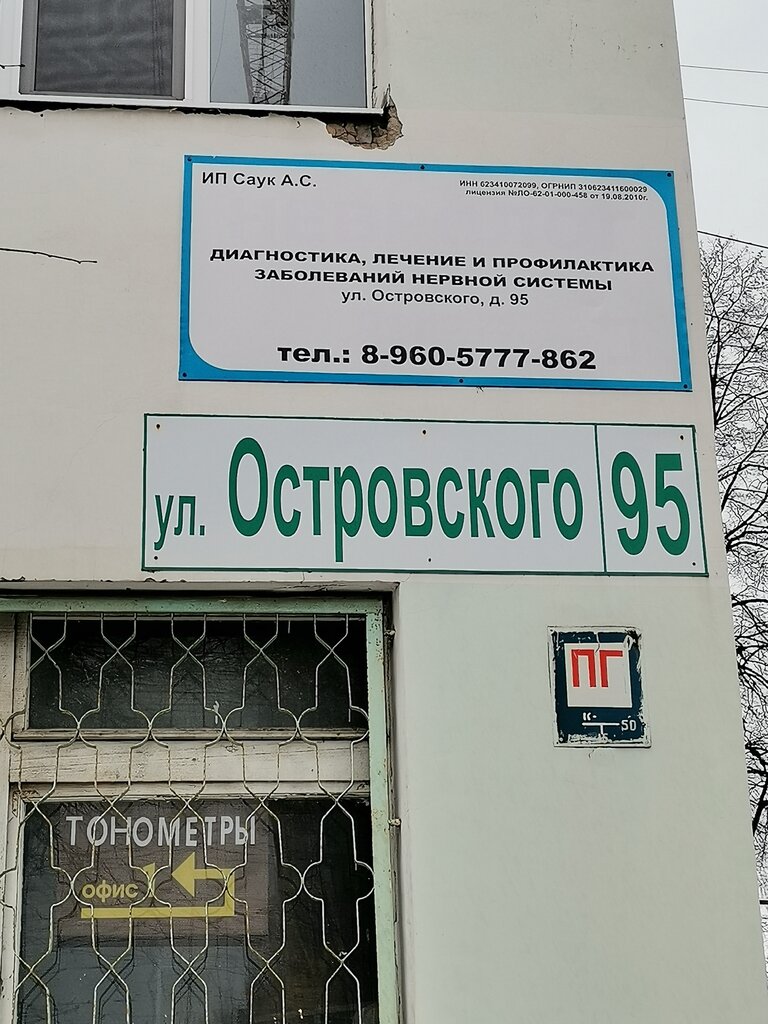 ИП Саук А.С.
ИНН 623410072099, ОГРНИП 310623411600029
лицензия №ЛО-62-01-000-458 от 19.08.2010г.
ДИАГНОСТИКА, ЛЕЧЕНИЕ И ПРОФИЛАКТИКА
ЗАБОЛЕВАНИЙ НЕРВНОЙ СИСТЕМЫ
ул. Островского, д. 95
тел.: 8-960-5777-862
ул. Островского 95
ПГ
К-
50
ТОНОМЕТРЫ
офис 1